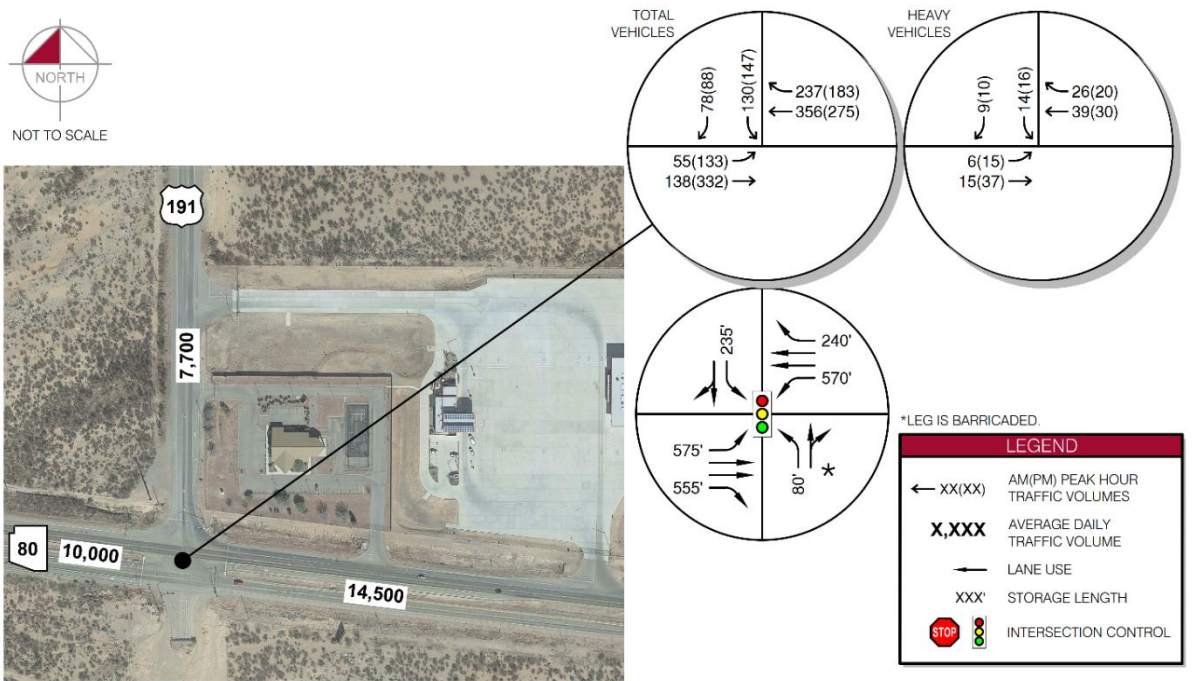 NORTH
NOT TO SCALE
TOTAL
VEHICLES
78(88)
130(147)
237(183)
356(275)
55(133)
138(332)
HEAVY
VEHICLES
9(10)
14(16)
26(20)
39(30)
6(15)
15(37)
191
7,700
80
10,000
14,500
235'
240'
570'
575'
555'
80'
*
*LEG IS BARRICADED.
LEGEND
XX(XX)
AM(PM) PEAK HOUR
TRAFFIC VOLUMES
X,XXX
AVERAGE DAILY
TRAFFIC VOLUME
LANE USE
XXX'
STORAGE LENGTH
STOP
INTERSECTION CONTROL